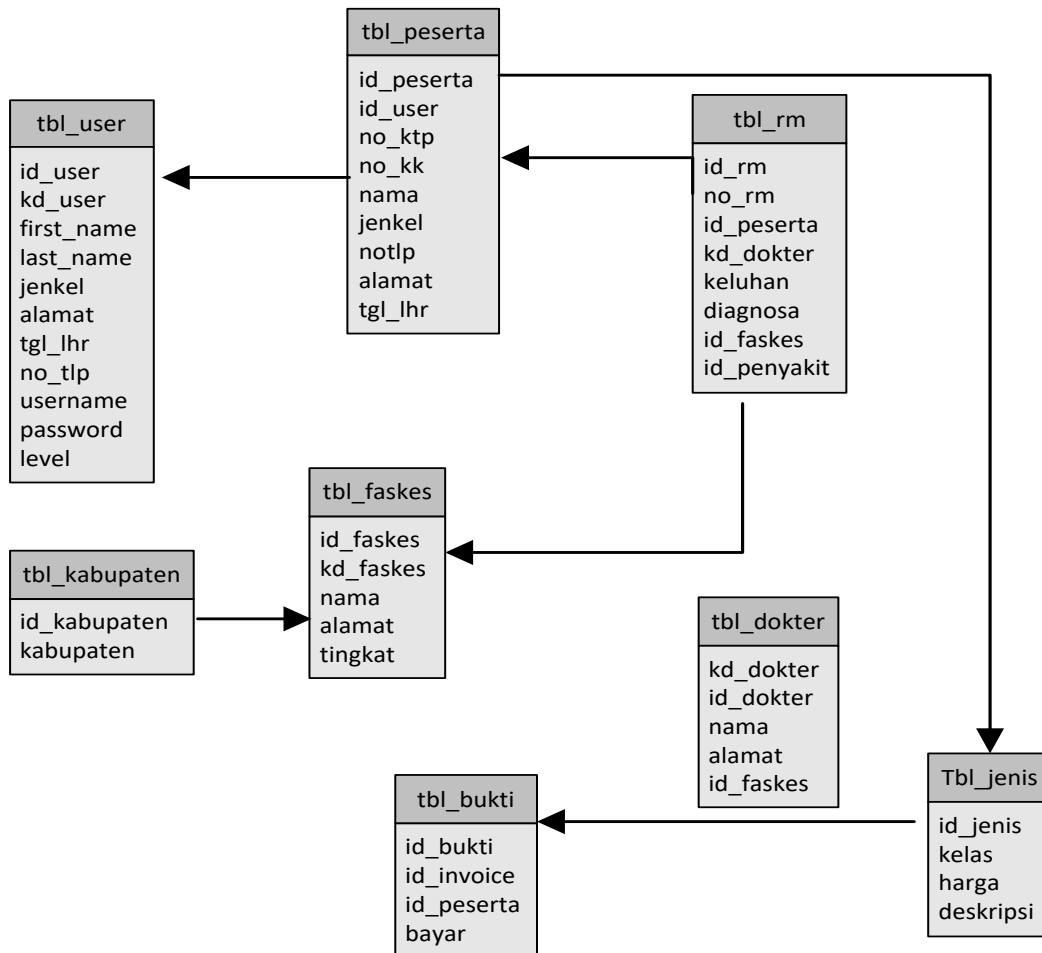 tbl_peserta
id_peserta
id_user
no_ktp
no_kk
nama
jenkel
notlp
alamat
tgl_lhr
tbl_user
id_user
kd_user
first_name
last_name
jenkel
alamat
tgl_lhr
no_tlp
username
password
level
tbl_rm
id_rm
no_rm
id_peserta
kd_dokter
keluhan
diagnosa
id_faskes
id_penyakit
tbl_faskes
id_faskes
kd_faskes
nama
alamat
tingkat
tbl_kabupaten
id_kabupaten
kabupaten
tbl_dokter
kd_dokter
id_dokter
nama
alamat
id_faskes
tbl_bukti
id_bukti
id_invoice
id_peserta
bayar
Tbl_jenis
id_jenis
kelas
harga
deskripsi